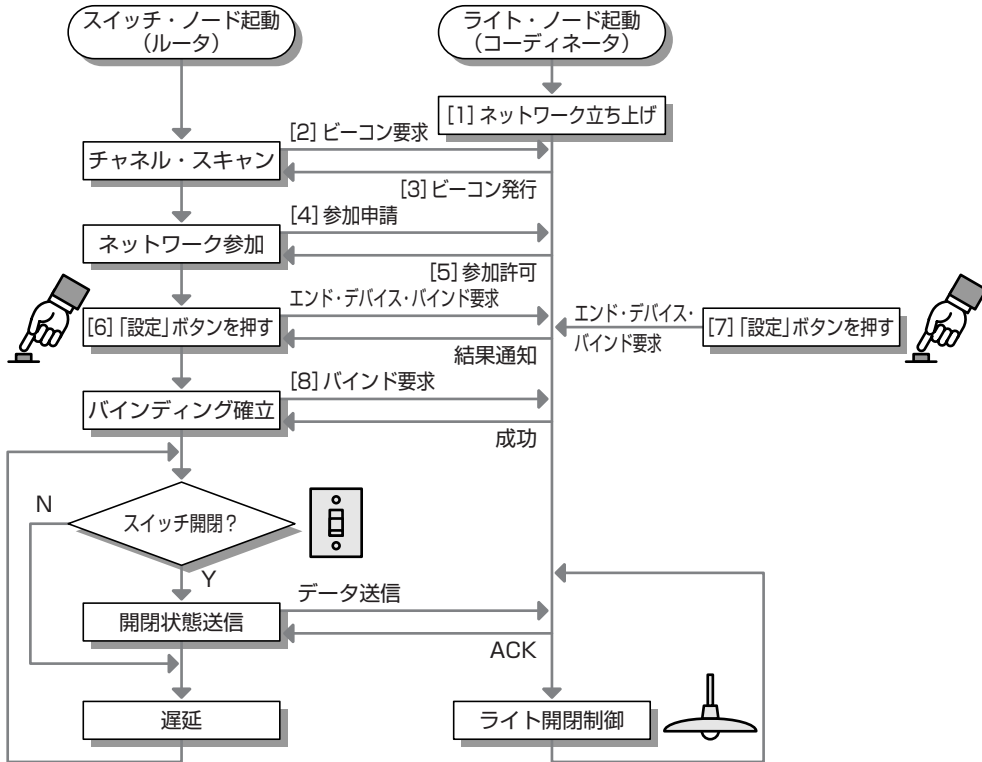 スイッチ・ノード起動
(ルータ)
ライト・ノード起動
(コーディネータ)
[1]ネットワーク立ち上げ
[2]ビーコン要求
チャネル・スキャン
[3]ビーコン発行
[4]参加申請
ネットワーク参加
[5]参加許可
エンド・デバイス・バインド要求
[6]「設定」ボタンを押す
エンド・デバイス・
バインド要求
[7]「設定」ボタンを押す
結果通知
[8]バインド要求
バインディング確立
成功
N
スイッチ開閉?
Y
データ送信
開閉状態送信
ACK
遅延
ライト開閉制御